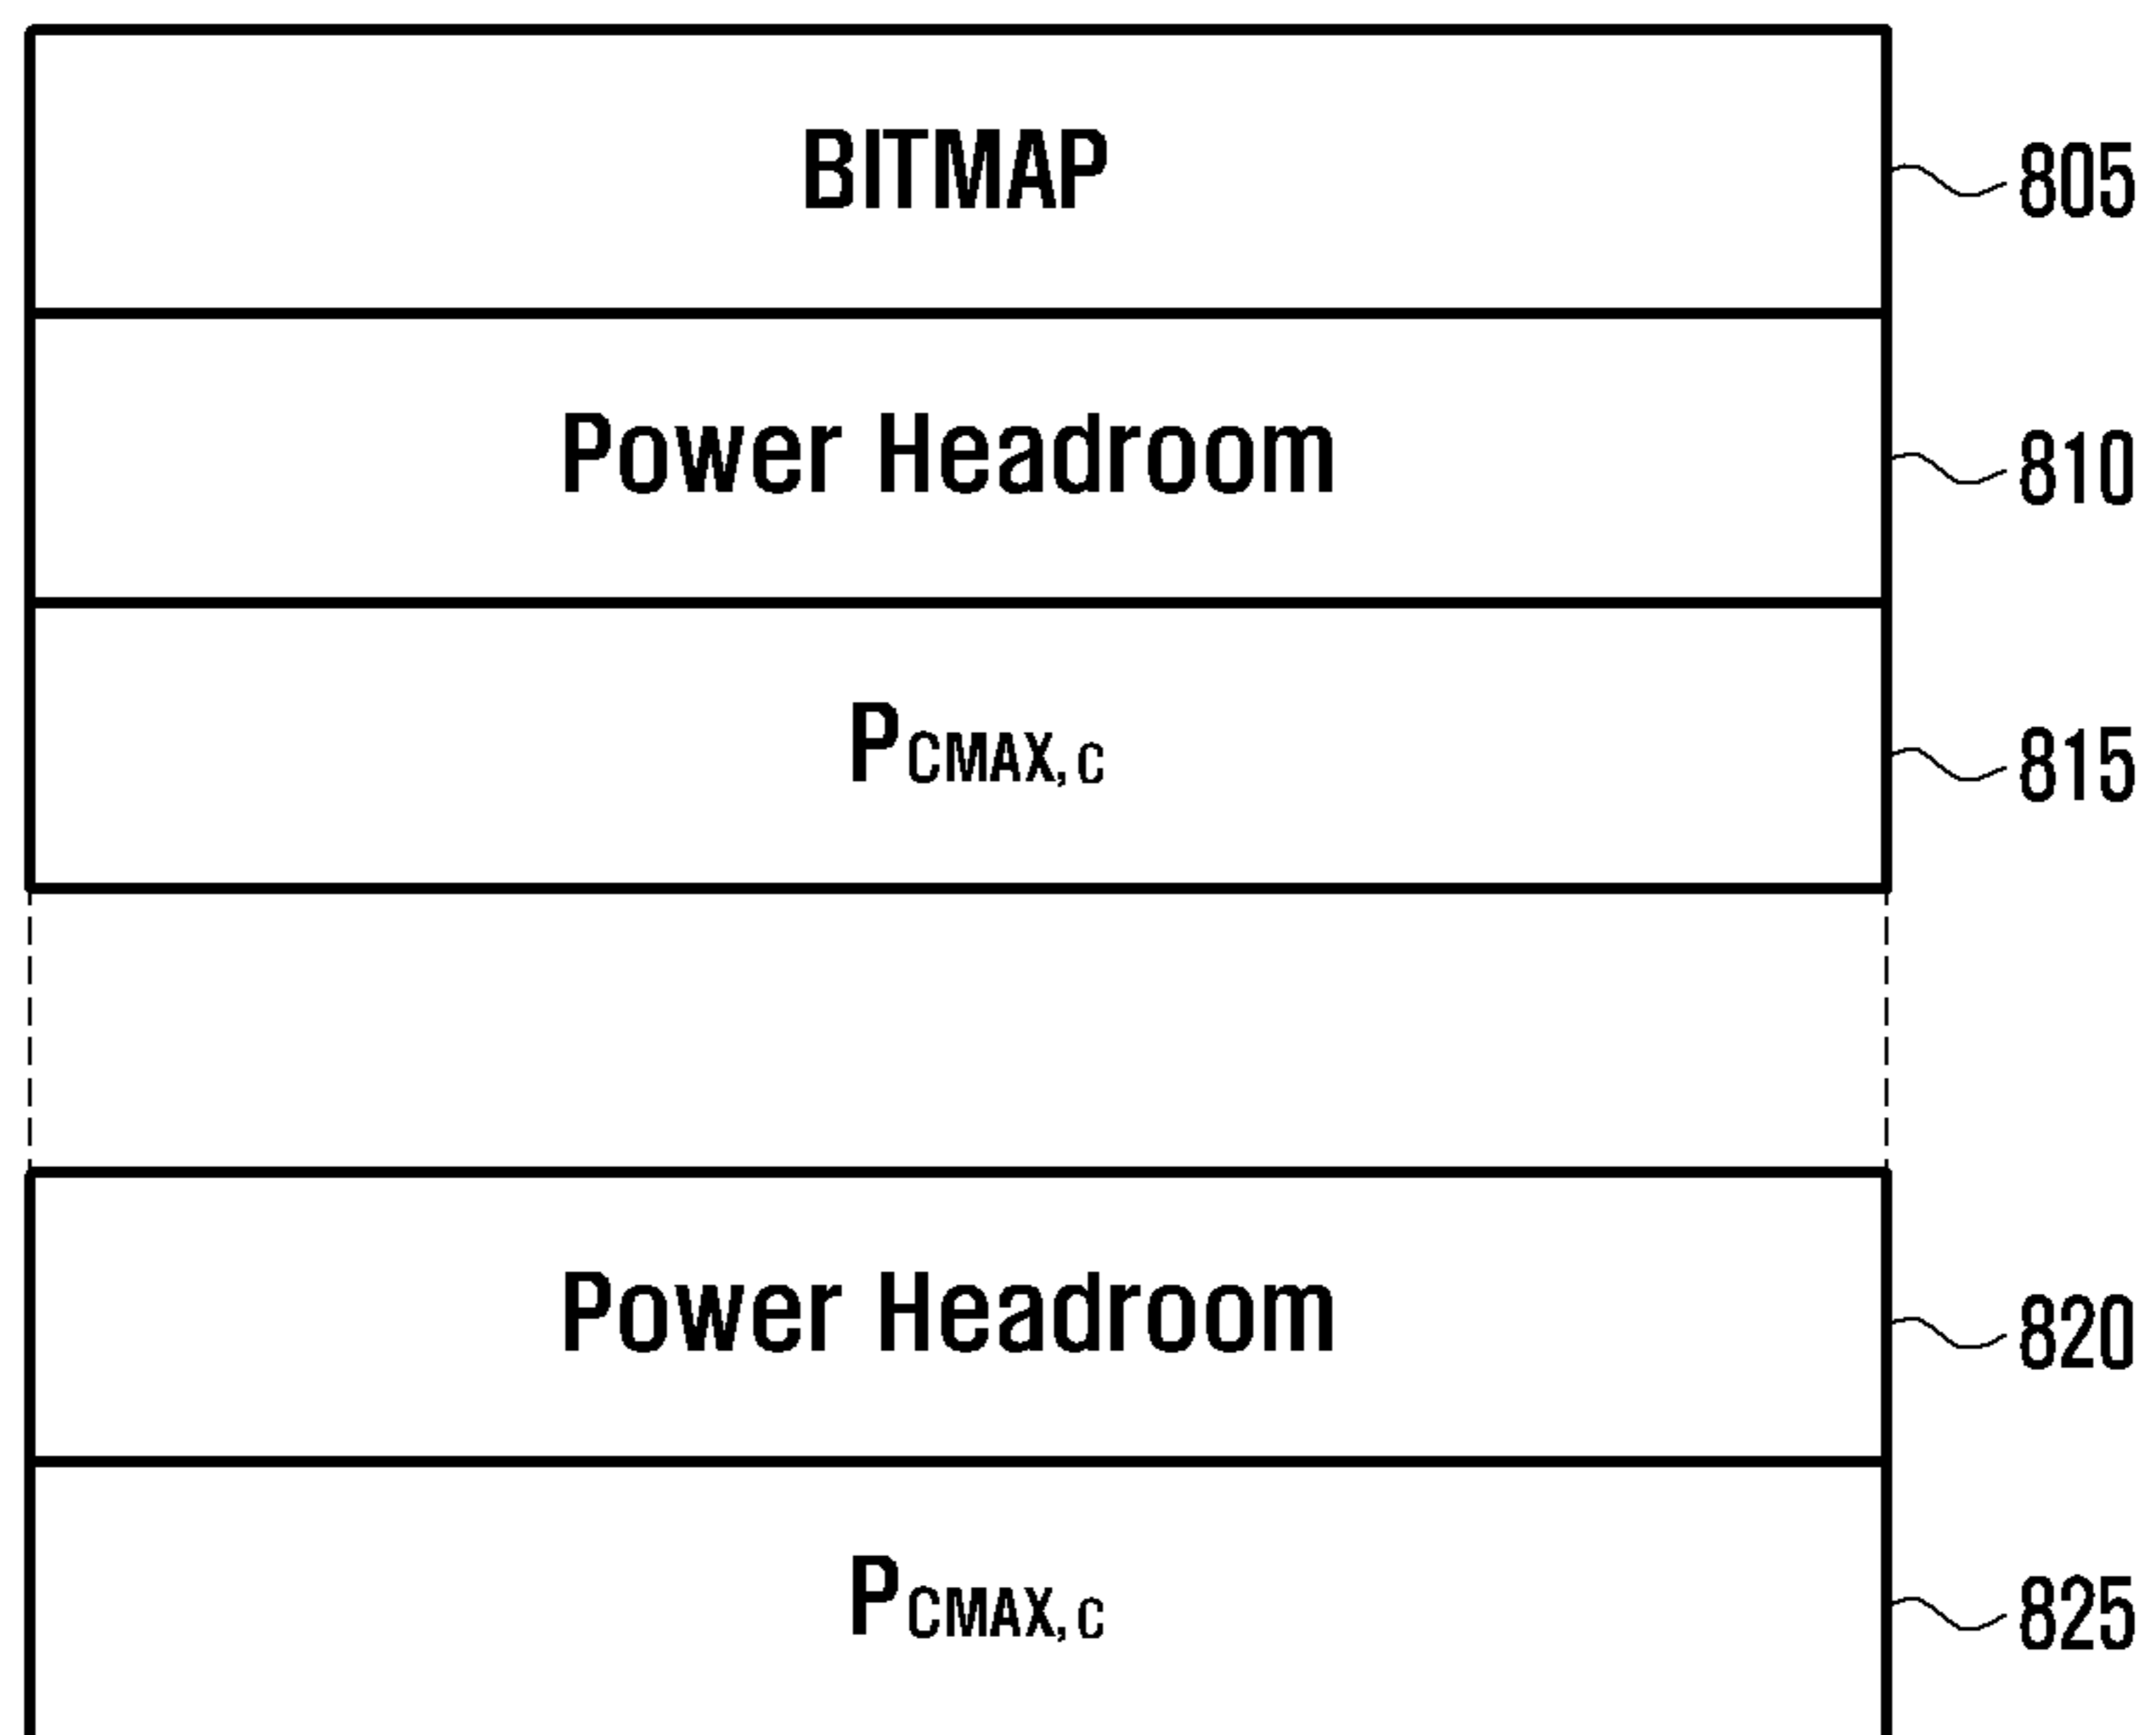 BITMAP 805
Power Headroom 810
PCMAX, C 815
Power Headroom 820
PCMAX, C 825